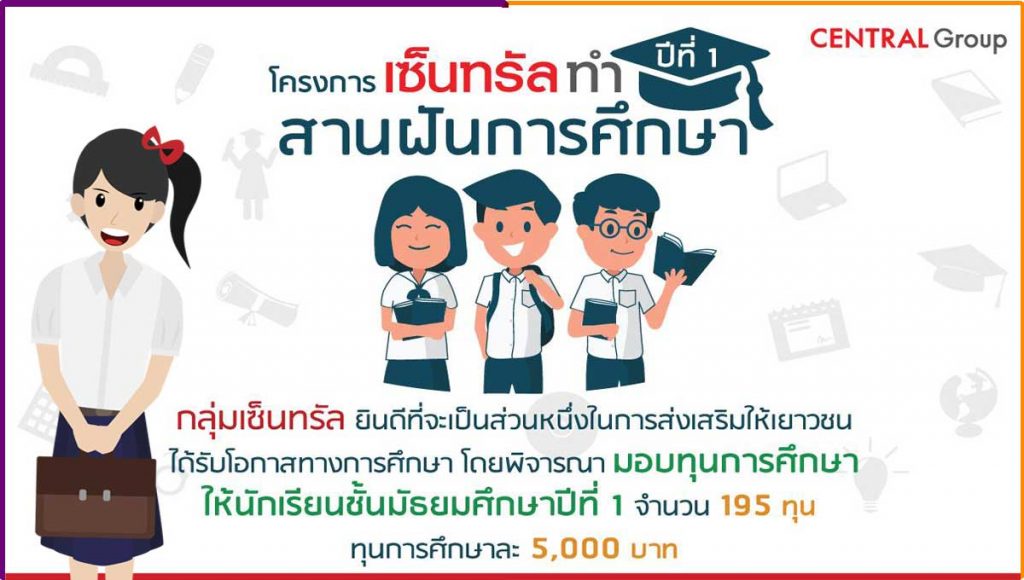 CENTRAL Group
โครงการ เซ็นทรัล ทำ ปีที่ 1
สานฝันการศึกษา
กลุ่มเซ็นทรัล ยินดีที่จะเป็นส่วนหนึ่งในการส่งเสริมให้เยาวชน
ได้รับโอกาสทางการศึกษา โดยพิจารณา มอบทุนการศึกษา
ให้นักเรียนชั้นมัธยมศึกษาปีที่ 1 จำนวน 195 ทุน
ทุนการศึกษาละ 5,000 บาท